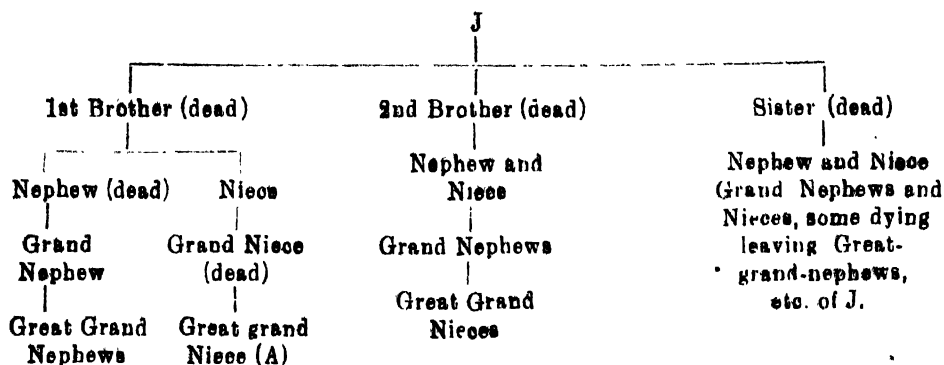 J
1st Brother (dead)
2nd Brother (dead)
Sister (dead)
Nephew (dead)
Niece
Grand
Nephew
Grand Niece
(dead)
Great Grand
Nephews
Great grand
Niece (A)
Nephew and
Niece
Grand Nephews
Great Grand
Nieces
Nephew and Niece
Grand Nephews and
Nieces, some dying
leaving Great-
grand-nephews,
etc. of J.